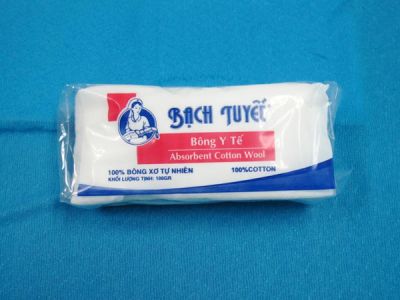 BẠCH TUYẾT
Bông Y Tế
Absorbent Cotton Wool
100% BÔNG XƠ TỰ NHIÊN
100%COTTON
KHỐI LƯỢNG TỊNH: 100GR